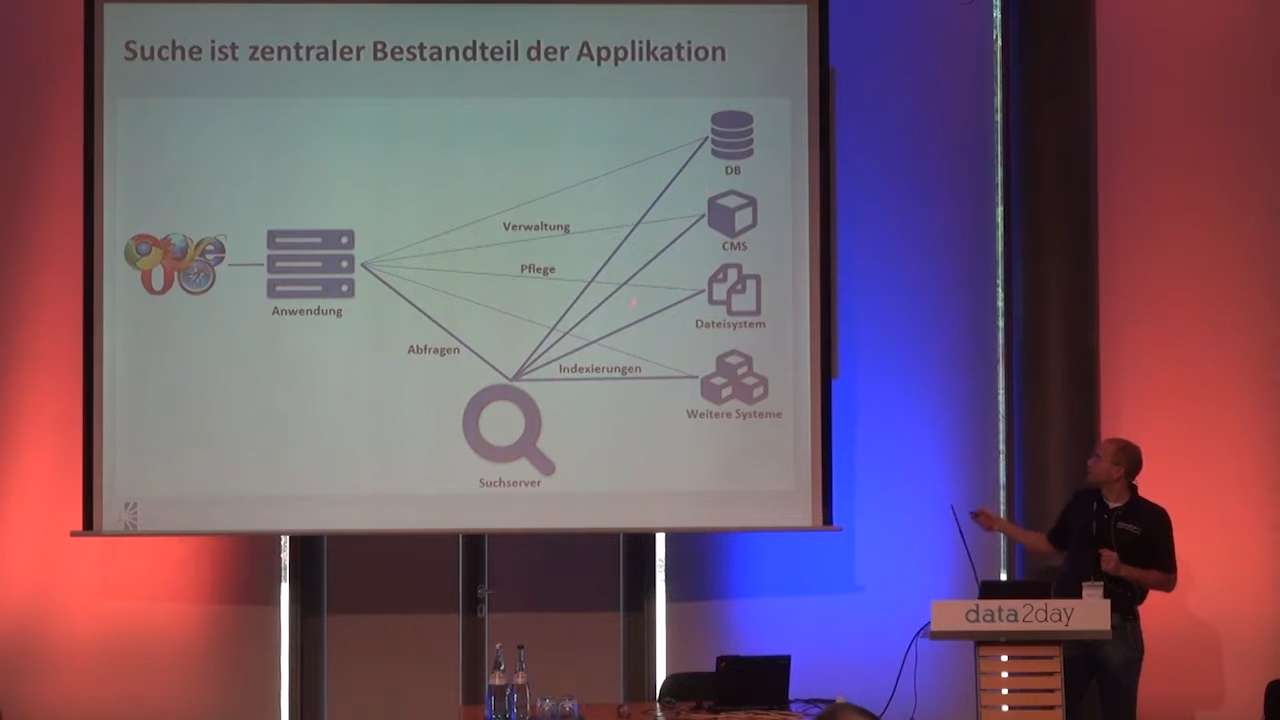 Suche ist zentraler Bestandteil der Applikation
DB
Verwaltung
CMS
Pflege
Anwendung
Dateisystem
Abfragen
Indexierungen
Weitere Systeme
Suchserver
data2day